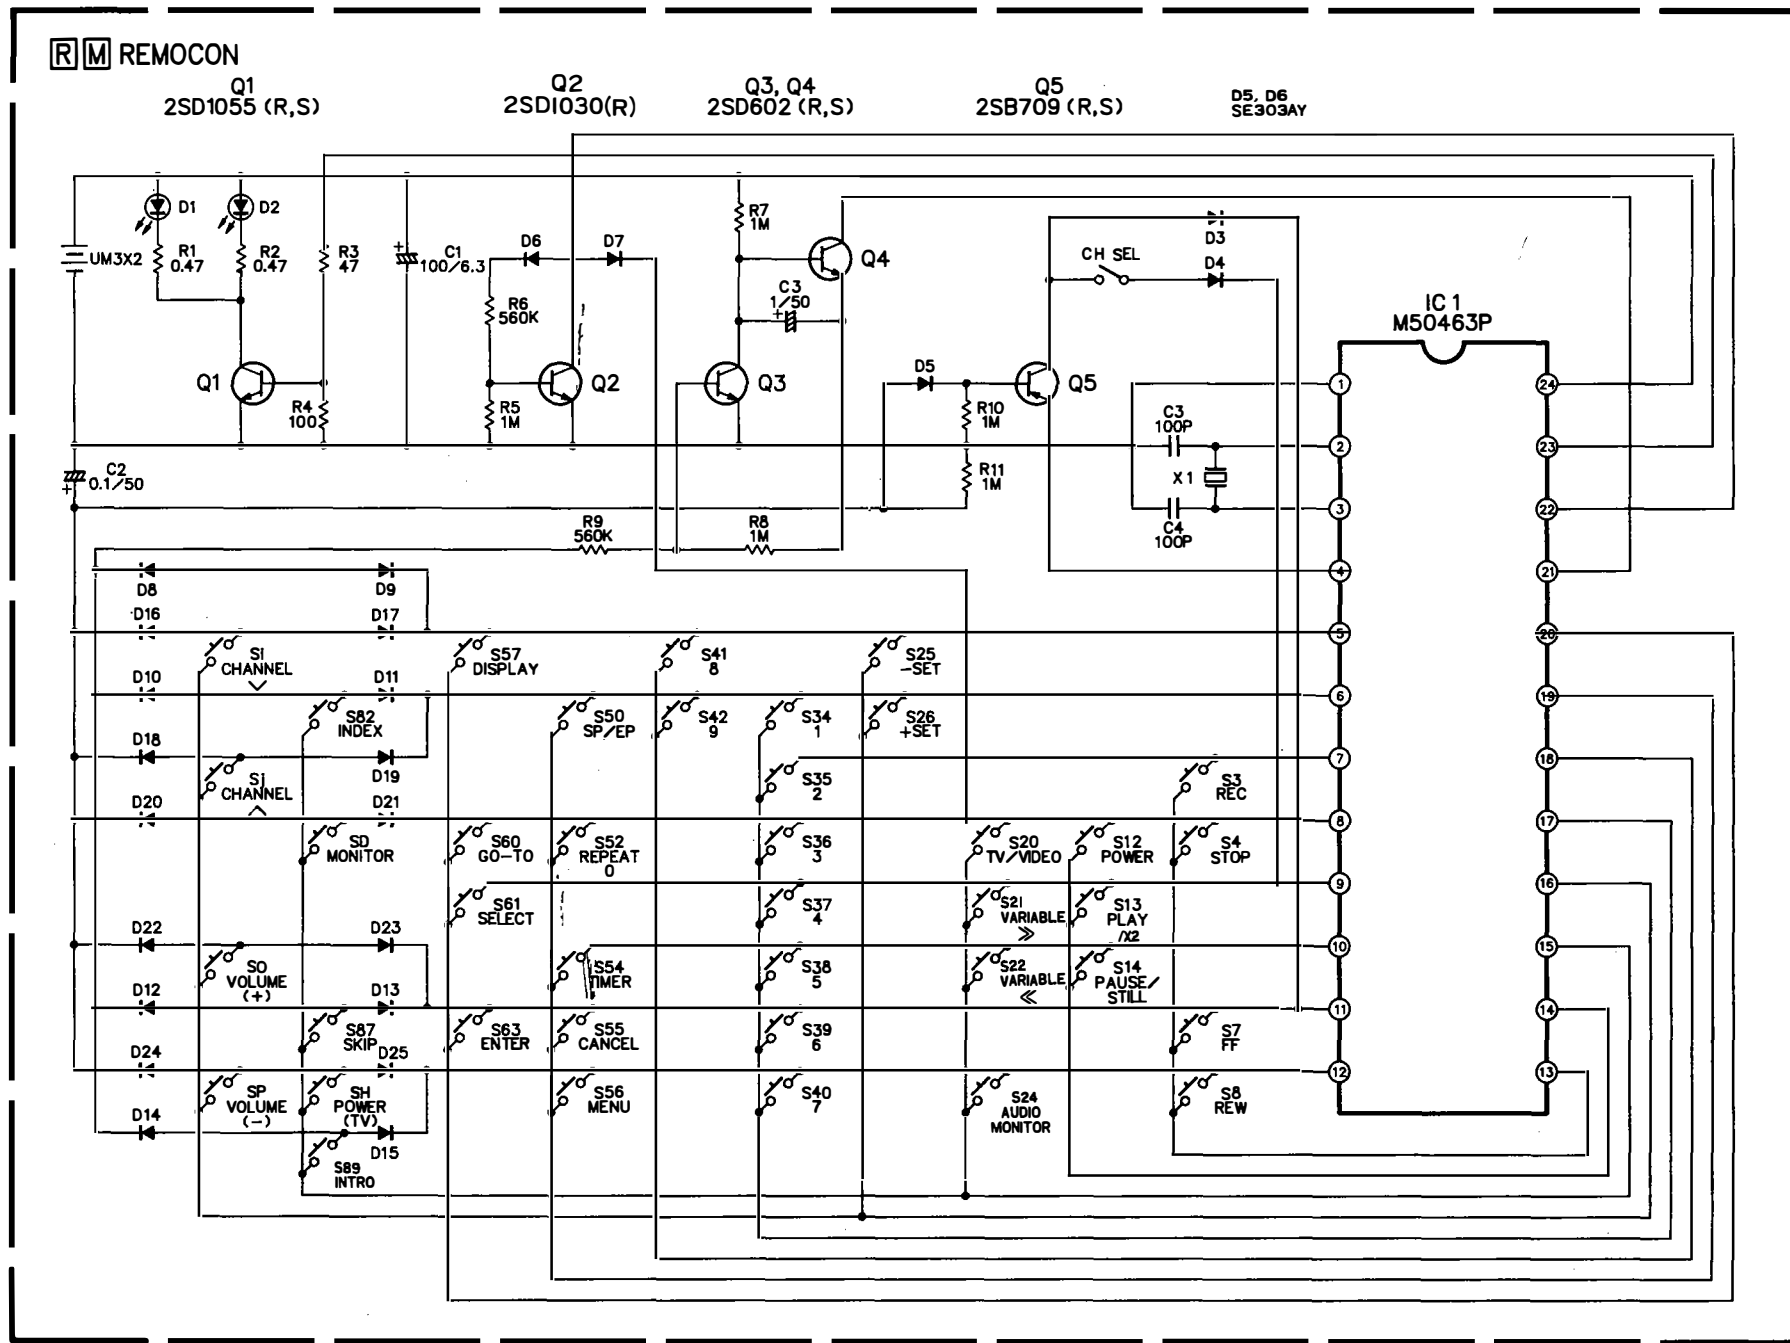 R M REMOCON
Q1
2SD1055 (R,S)
Q2
2SD1030(R)
Q3, Q4
2SD602 (R,S)
Q5
2SB709 (R,S)
D5, D6
SE303AY
D1
D2
R1
0.47
R2
0.47
R3
47
UM3X2
C1
100/6.3
+
D6
D7
R6
560K
R7
1M
Q4
C3
1/50
+
D3
CH SEL
D4
IC 1
M50463P
Q1
R4
100
R5
1M
Q2
Q3
D5
Q5
R10
1M
C3
100P
R11
1M
X 1
C4
100P
C2
0.1/50
+
R9
560K
R8
1M
1
2
3
4
5
6
7
8
9
10
11
12
24
23
22
21
20
19
18
17
16
15
14
13
D8
D9
D16
D17
S1
CHANNEL
S57
DISPLAY
S41
8
S25
-SET
D10
D11
S82
INDEX
S50
SP/EP
S42
9
S34
1
S26
+SET
D18
D19
Sj
CHANNEL
S35
2
S3
REC
D20
D21
SD
MONITOR
S60
GO-TO
S52
REPEAT
0
S36
3
S20
TV/VIDEO
S12
POWER
S4
STOP
S61
SELECT
S37
4
S21
VARIABLE
≫
S13
PLAY
/X2
D22
D23
SO
VOLUME
(+)
S54
TIMER
S38
5
S22
VARIABLE
≪
S14
PAUSE/
STILL
D12
D13
S87
SKIP
S63
ENTER
S55
CANCEL
S39
6
S7
FF
D24
D25
SP
VOLUME
(-)
SH
POWER
(TV)
S56
MENU
S40
7
S24
AUDIO
MONITOR
S8
REW
D14
D15
S89
INTRO